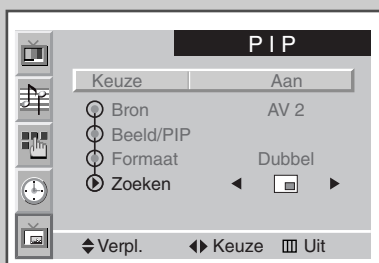 PIP
Keuze Aan
Bron AV 2
Beeld/PIP
Formaat Dubbel
Zoeken
Verpl. Keuze Uit